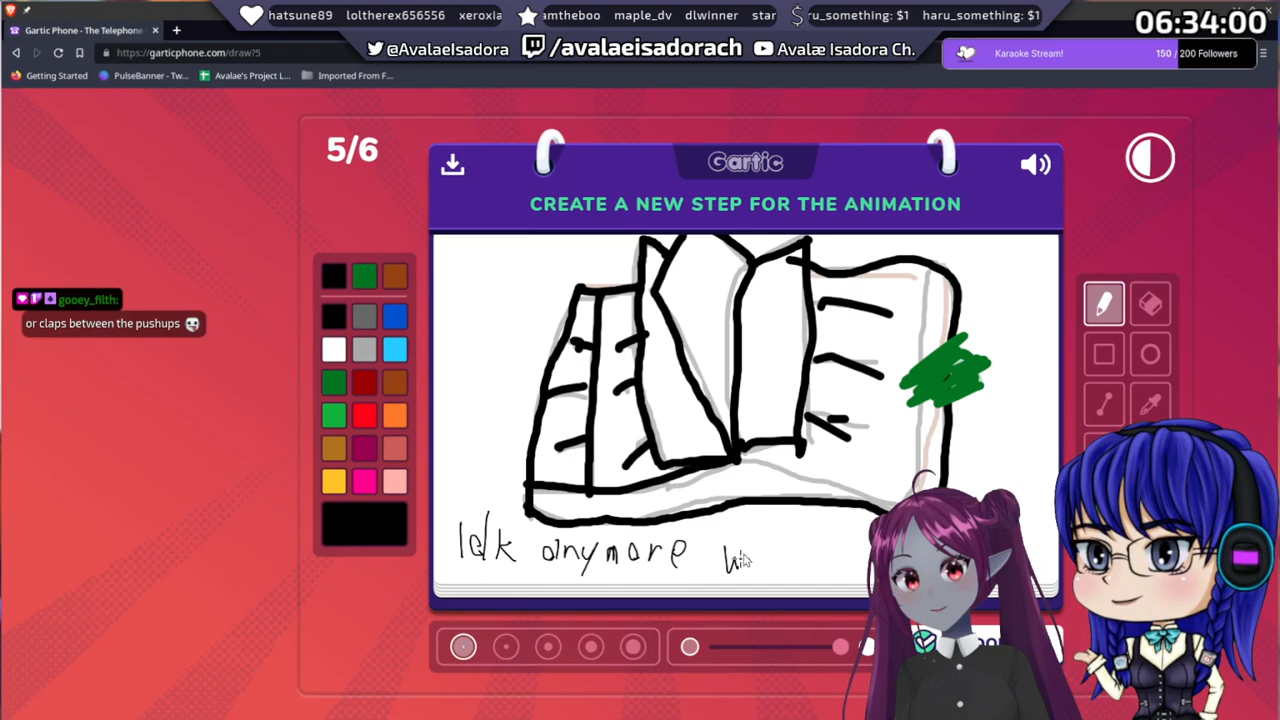 hatsune89 loltherex656556 xeroxia
amtheboo maple_dv dlwinner star
ru_something: $1 haru_something: $1
06:34:00
Gartic Phone - The Telephone
@AvalaeIsadora /avalaeisadorach Avalæ Isadora Ch.
https://garticphone.com/draw?5
Karaoke Stream! 150 / 200 Followers
Getting Started PulseBanner - Tw... Avalae's Project L... Imported From F...
5/6
Gartic
CREATE A NEW STEP FOR THE ANIMATION
gooey_filth:
or claps between the pushups
Idk anymore